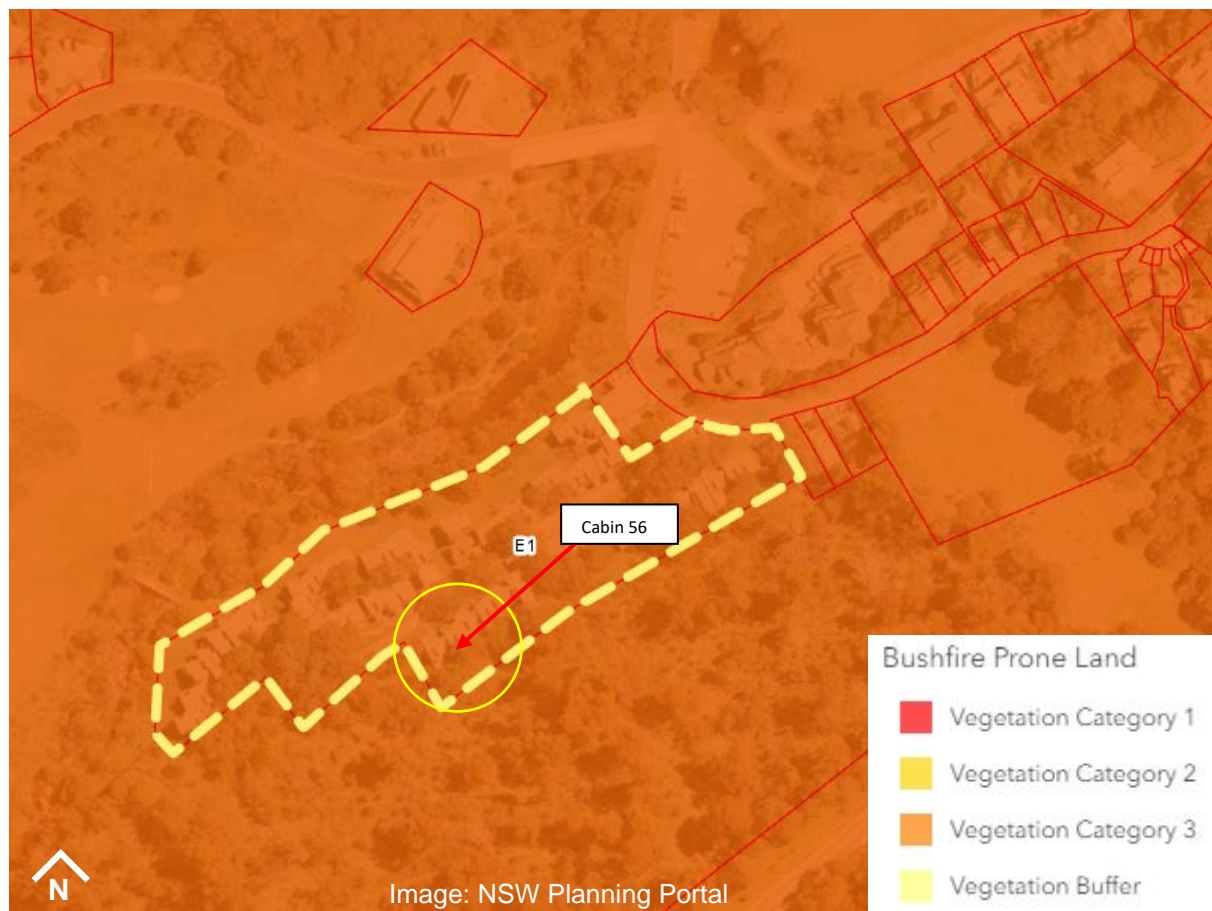 Cabin 56
E1
Bushfire Prone Land
Vegetation Category 1
Vegetation Category 2
Vegetation Category 3
Vegetation Buffer
N
Image: NSW Planning Portal